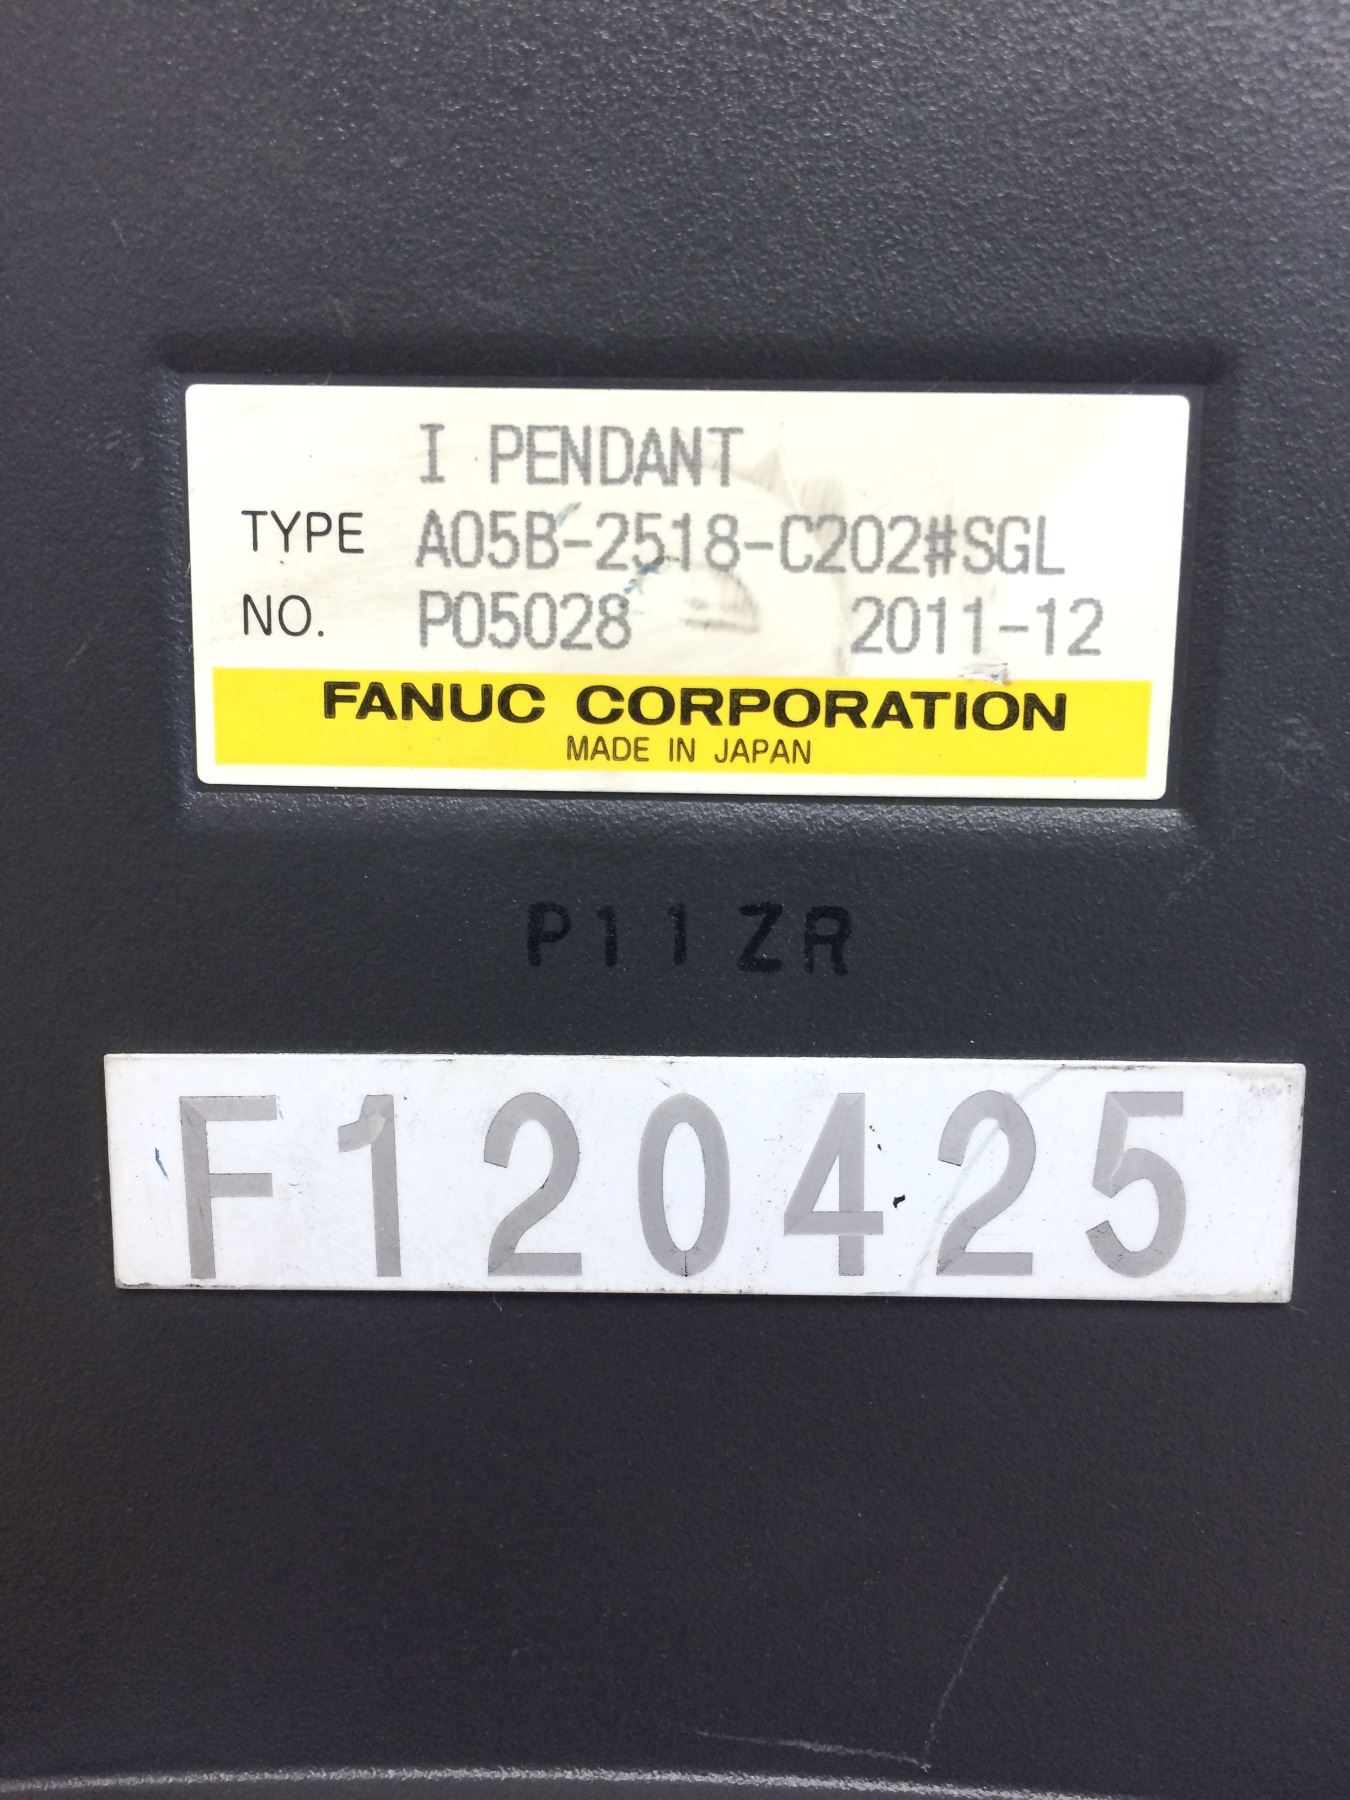 I PENDANT
TYPE A05B-2518-C202#SGL
NO. P05028 2011-12
FANUC CORPORATION
MADE IN JAPAN
P11ZR
F120425